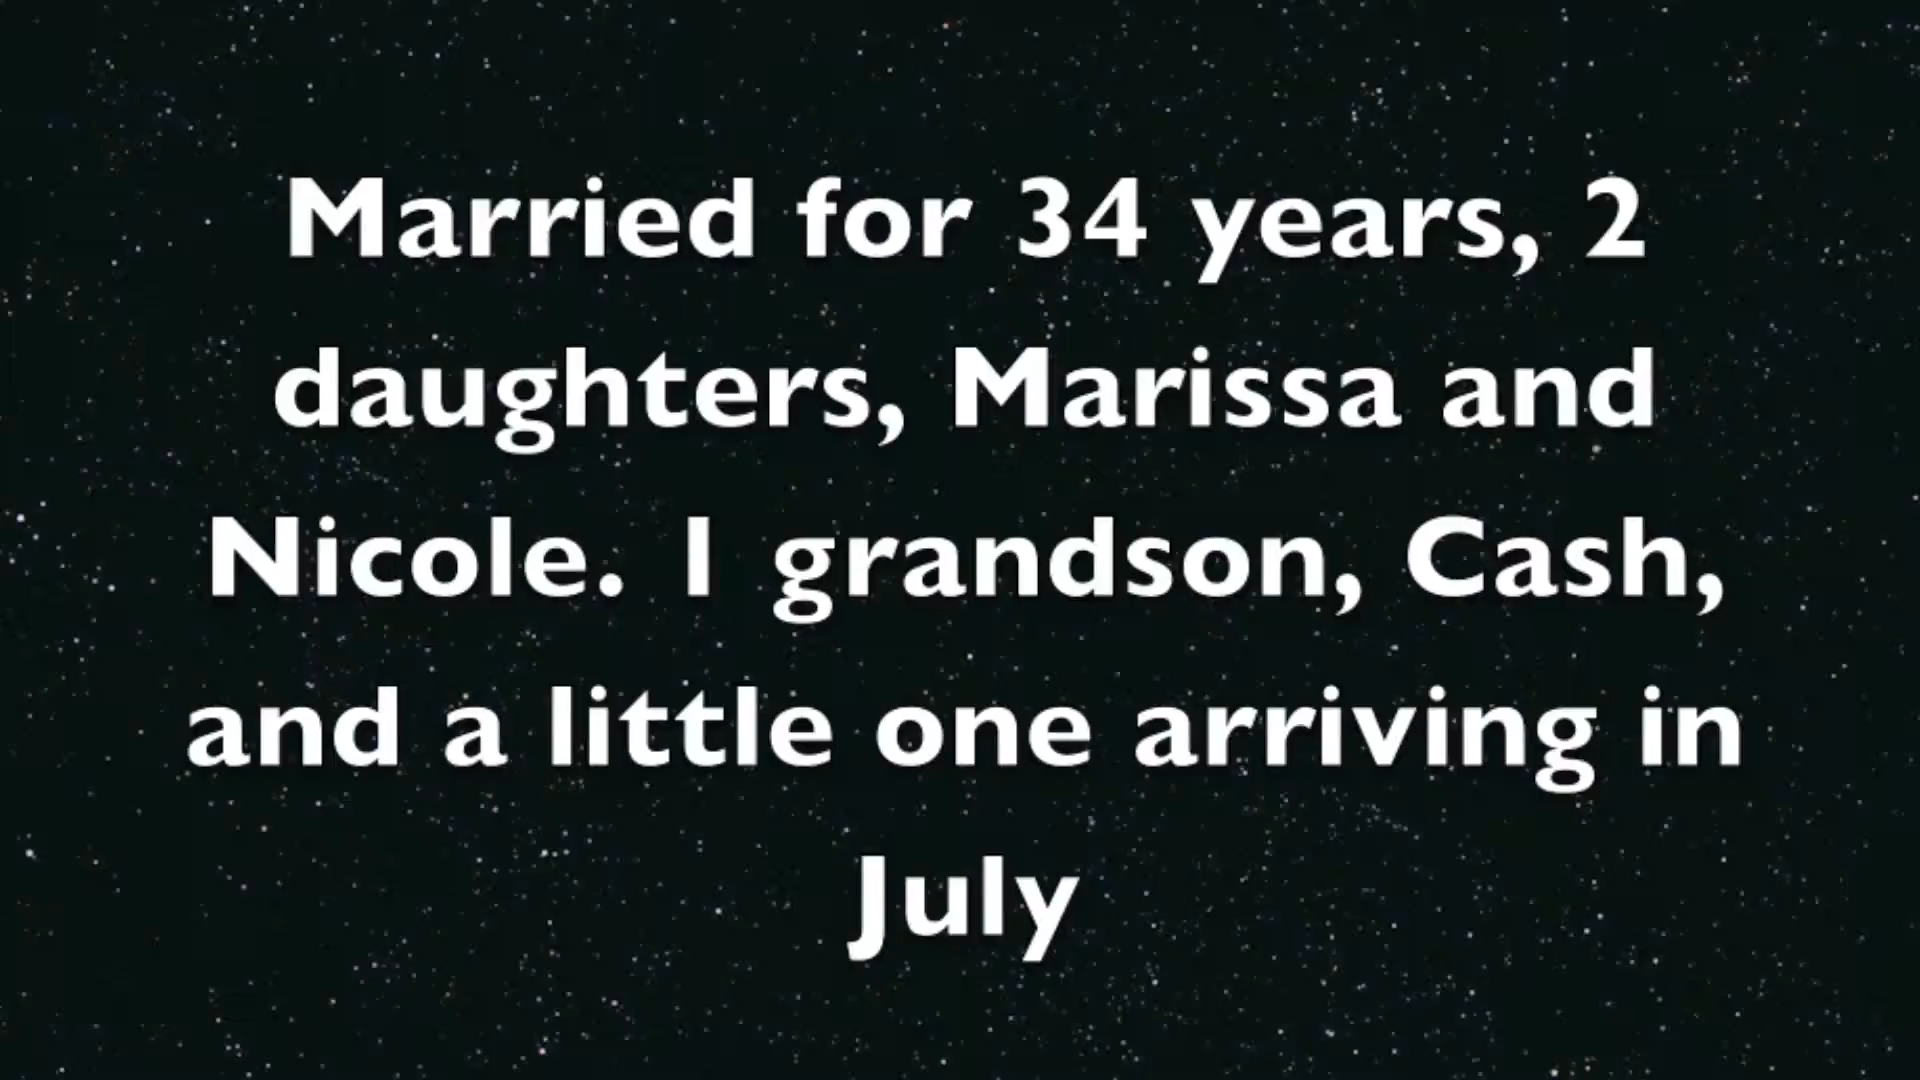 Married for 34 years, 2
daughters, Marissa and
Nicole. 1 grandson, Cash,
and a little one arriving in
July